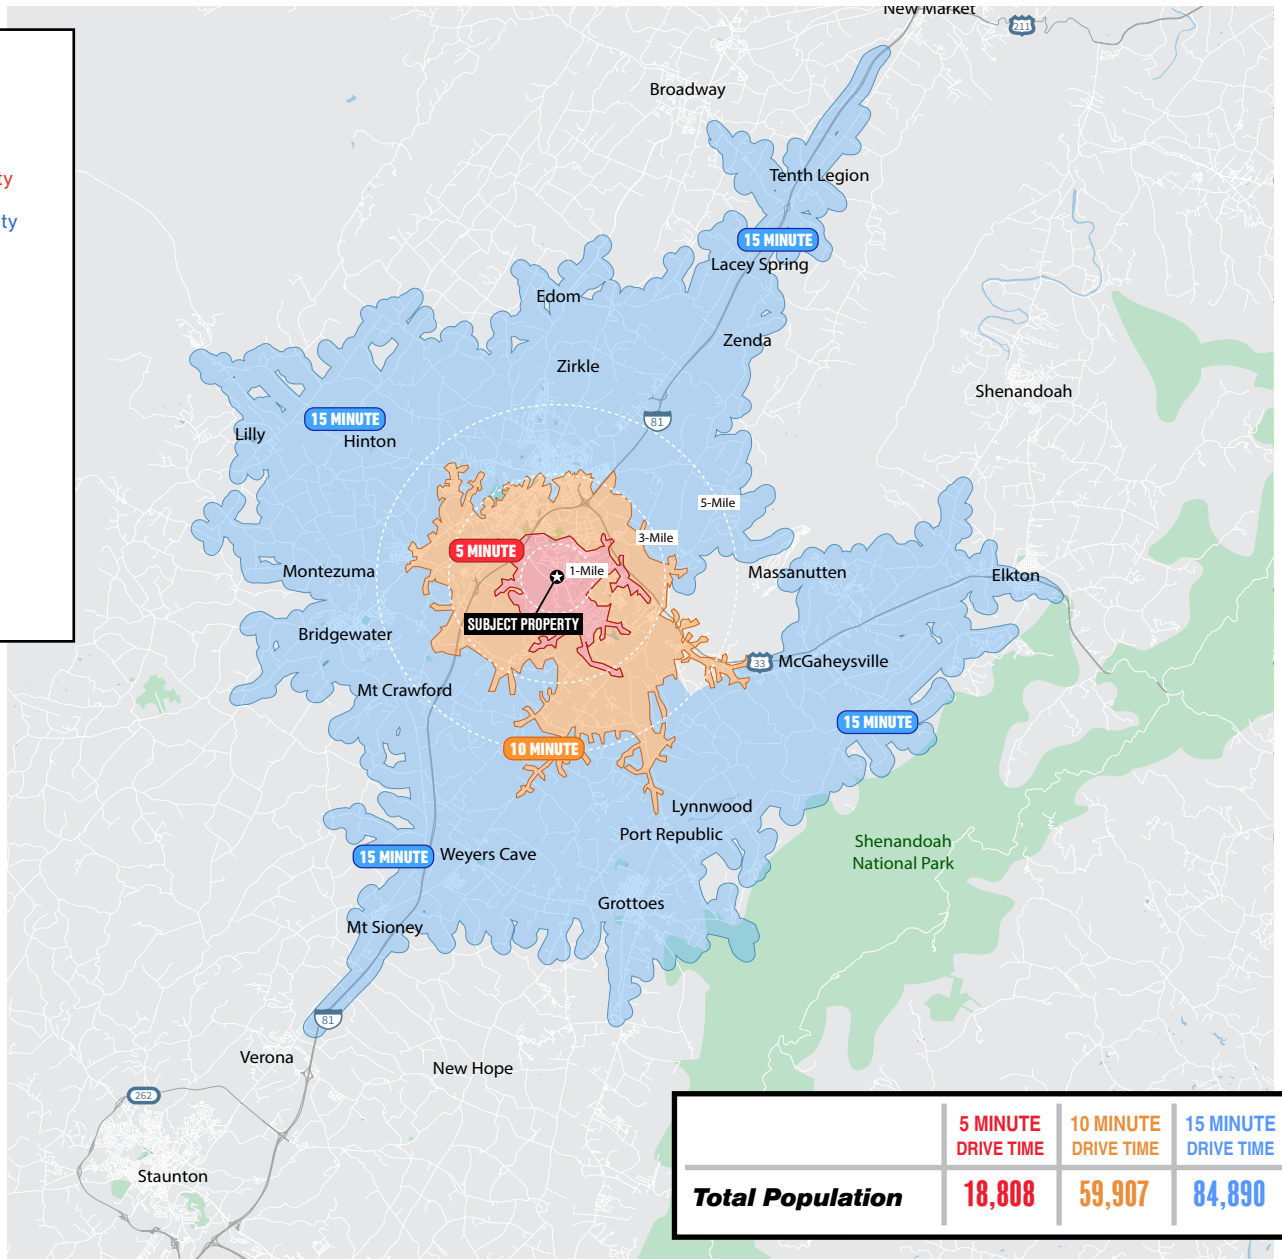 New Market
211
Broadway
ty
Tenth Legion
ty
15 MINUTE
Lacey Spring
Edom
Zenda
Zirkle
Shenandoah
15 MINUTE
81
Lilly
Hinton
5-Mile
3-Mile
5 MINUTE
1-Mile
Montezuma
Massanutten
Elkton
SUBJECT PROPERTY
Bridgewater
33
McGaheysville
Mt Crawford
15 MINUTE
10 MINUTE
Lynnwood
Port Republic
Shenandoah
National Park
15 MINUTE
Weyers Cave
Grottoes
Mt Sioney
81
Verona
New Hope
262
Staunton
5 MINUTE
DRIVE TIME
10 MINUTE
DRIVE TIME
15 MINUTE
DRIVE TIME
Total Population
18,808
59,907
84,890